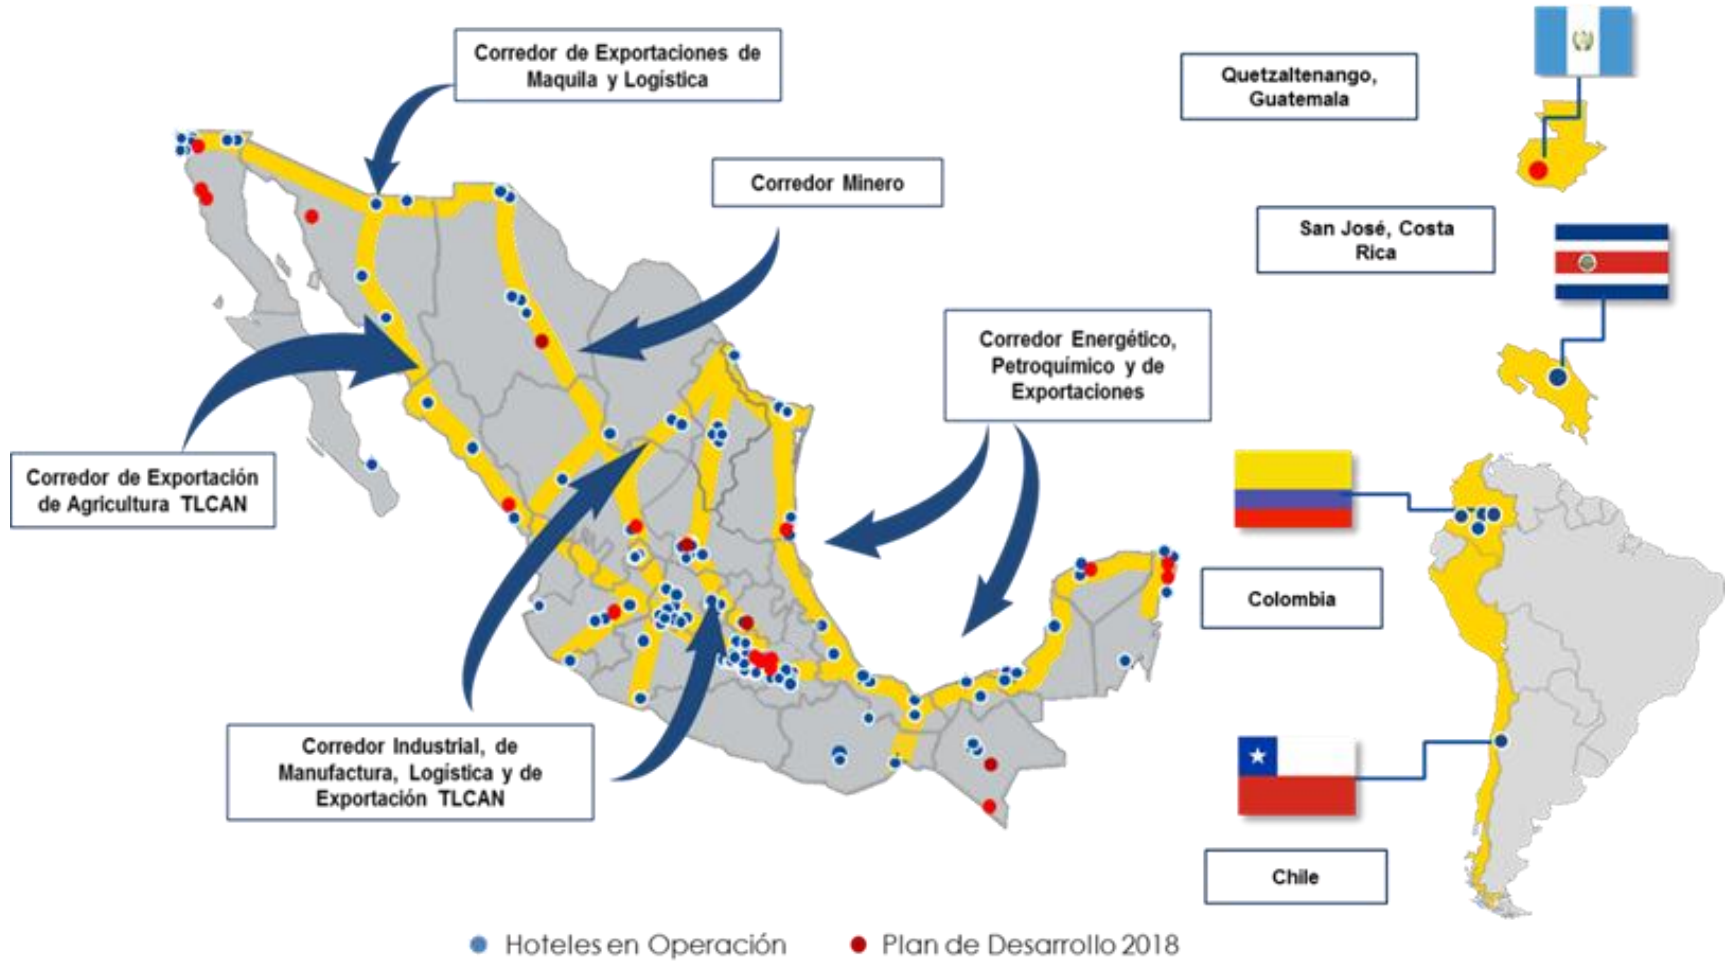 Corredor de Exportaciones de
Maquila y Logística
Corredor Minero
Corredor Energético,
Petroquímico y de
Exportaciones
Corredor de Exportación
de Agricultura TLCAN
Corredor Industrial, de
Manufactura, Logística y de
Exportación TLCAN
Quetzaltenango,
Guatemala
San José, Costa
Rica
Colombia
Chile
Hoteles en Operación
Plan de Desarrollo 2018